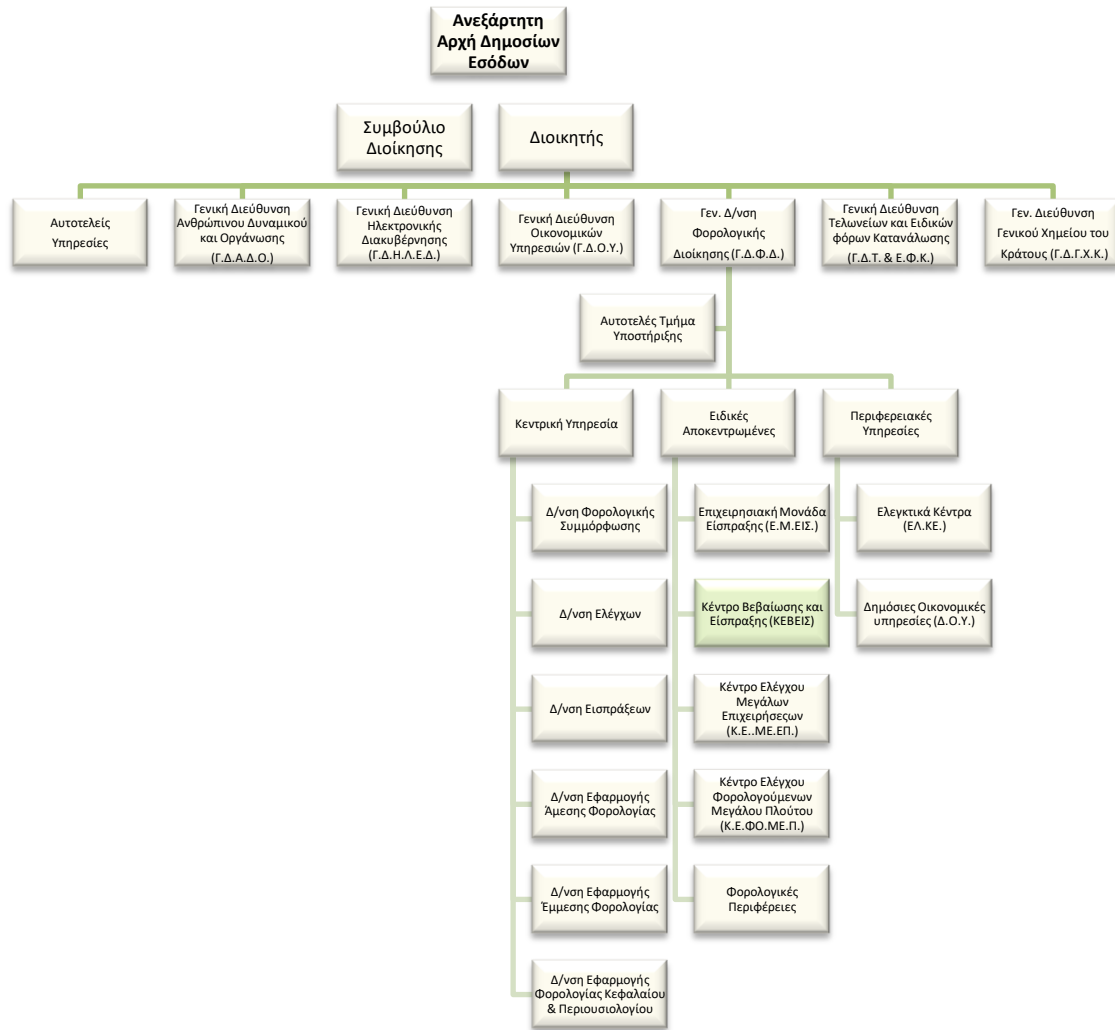 Ανεξάρτητη
Αρχή Δημοσίων
Εσόδων
Συμβούλιο
Διοίκησης
Διοικητής
Αυτοτελείς
Υπηρεσίες
Γενική Διεύθυνση
Ανθρώπινου Δυναμικού
και Οργάνωσης
(Γ.Δ.Α.Δ.Ο.)
Γενική Διεύθυνση
Ηλεκτρονικής
Διακυβέρνησης
(Γ.Δ.Η.Λ.Ε.Δ.)
Γενική Διεύθυνση
Οικονομικών
Υπηρεσιών (Γ.Δ.Ο.Υ.)
Γεν. Δ/νση
Φορολογικής
Διοίκησης (Γ.Δ.Φ.Δ.)
Γενική Διεύθυνση
Τελωνείων και Ειδικών
φόρων Κατανάλωσης
(Γ.Δ.Τ. & Ε.Φ.Κ.)
Γεν. Διεύθυνση
Γενικού Χημείου του
Κράτους (Γ.Δ.Γ.Χ.Κ.)
Αυτοτελές Τμήμα
Υποστήριξης
Κεντρική Υπηρεσία
Ειδικές
Αποκεντρωμένες
Περιφερειακές
Υπηρεσίες
Δ/νση Φορολογικής
Συμμόρφωσης
Επιχειρησιακή Μονάδα
Είσπραξης (Ε.Μ.ΕΙΣ.)
Ελεγκτικά Κέντρα
(ΕΛ.ΚΕ.)
Δ/νση Ελέγχων
Κέντρο Βεβαίωσης και
Είσπραξης (ΚΕΒΕΙΣ)
Δημόσιες Οικονομικές
υπηρεσίες (Δ.Ο.Υ.)
Δ/νση Εισπράξεων
Κέντρο Ελέγχου
Μεγάλων
Επιχειρήσεςων
(Κ.Ε..ΜΕ.ΕΠ.)
Δ/νση Εφαρμογής
Άμεσης Φορολογίας
Κέντρο Ελέγχου
Φορολογούμενων
Μεγάλου Πλούτου
(Κ.Ε.ΦΟ.ΜΕ.Π.)
Δ/νση Εφαρμογής
Έμμεσης Φορολογίας
Φορολογικές
Περιφέρειες
Δ/νση Εφαρμογής
Φορολογίας Κεφαλαίου
& Περιουσιολογίου